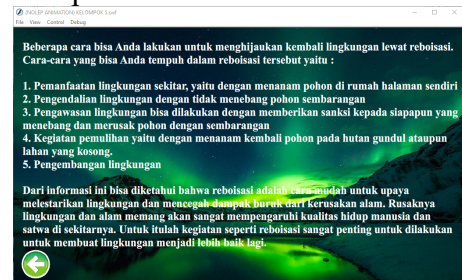 (NOLEP ANIMATION) KELOMPOK 3.swf
File View Control Debug
Beberapa cara bisa Anda lakukan untuk menghijaukan kembali lingkungan lewat reboisasi.
Cara-cara yang bisa Anda tempuh dalam reboisasi tersebut yaitu :
1. Pemanfaatan lingkungan sekitar, yaitu dengan menanam pohon di rumah halaman sendiri
2. Pengendalian lingkungan dengan tidak menebang pohon sembarangan
3. Pengawasan lingkungan bisa dilakukan dengan memberikan sanksi kepada siapapun yang
menebang dan merusak pohon dengan sembarangan
4. Kegiatan pemulihan yaitu dengan menanam kembali pohon pada hutan gundul ataupun
lahan yang kosong.
5. Pengembangan lingkungan
Dari informasi ini bisa diketahui bahwa reboisasi adalah cara mudah untuk upaya
melestarikan lingkungan dan mencegah dampak buruk dari kerusakan alam. Rusaknya
lingkungan dan alam memang akan sangat mempengaruhi kualitas hidup manusia dan
satwa di sekitarnya. Untuk itulah kegiatan seperti reboisasi sangat penting untuk dilakukan
untuk membuat lingkungan menjadi lebih baik lagi.